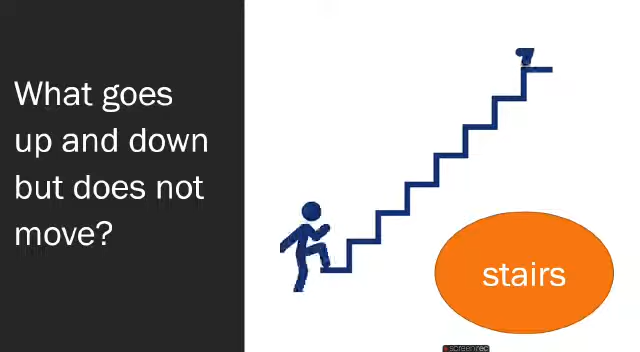 What goes
up and down
but does not
move?
stairs
screenrec